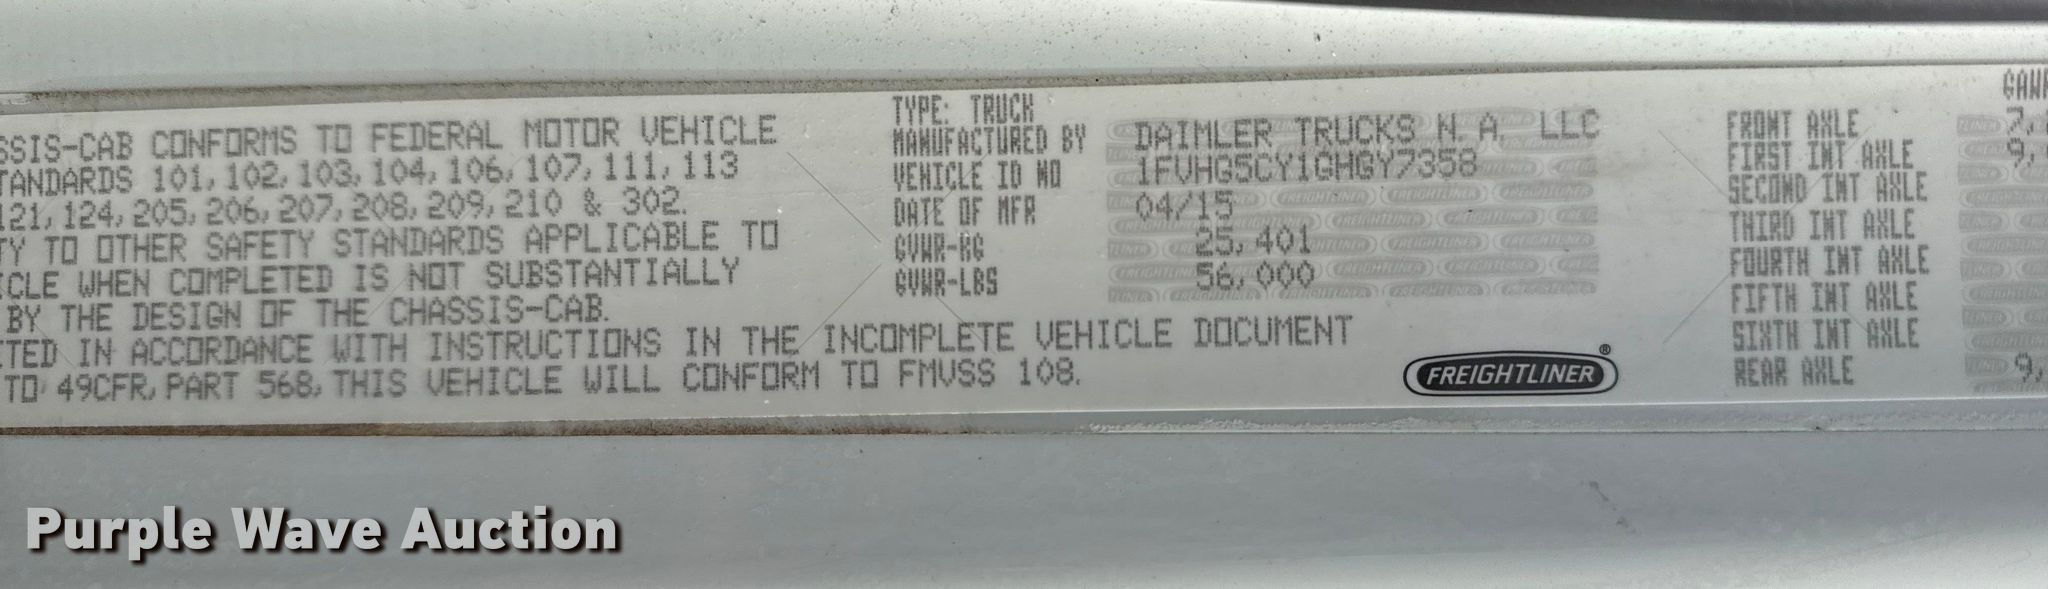 SSIS-CAB CONFORMS TO FEDERAL MOTOR VEHICLE
TANDARDS 101, 102, 103, 104, 106, 107, 111, 113
121, 124, 205, 206, 207, 208, 209, 210 & 302.
TY TO OTHER SAFETY STANDARDS APPLICABLE TO
ICLE WHEN COMPLETED IS NOT SUBSTANTIALLY
BY THE DESIGN OF THE CHASSIS-CAB.
TED IN ACCORDANCE WITH INSTRUCTIONS IN THE INCOMPLETE VEHICLE DOCUMENT
TO 49CFR, PART 568, THIS VEHICLE WILL CONFORM TO FMVSS 108.
TYPE: TRUCK
MANUFACTURED BY DAIMLER TRUCKS N. A. LLC
VEHICLE ID NO 1FVHG5CY1GHGY7358
DATE OF MFR 04/15
GVWR-KG 25,401
GVWR-LBS 56,000
FREIGHTLINER®
GAWR
FRONT AXLE 7,
FIRST INT AXLE 9,
SECOND INT AXLE
THIRD INT AXLE
FOURTH INT AXLE
FIFTH INT AXLE
SIXTH INT AXLE
REAR AXLE 9,
Purple Wave Auction